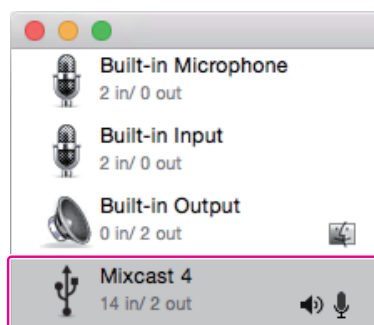 Built-in Microphone
2 in/ 0 out
Built-in Input
2 in/ 0 out
Built-in Output
0 in/ 2 out
Mixcast 4
14 in/ 2 out